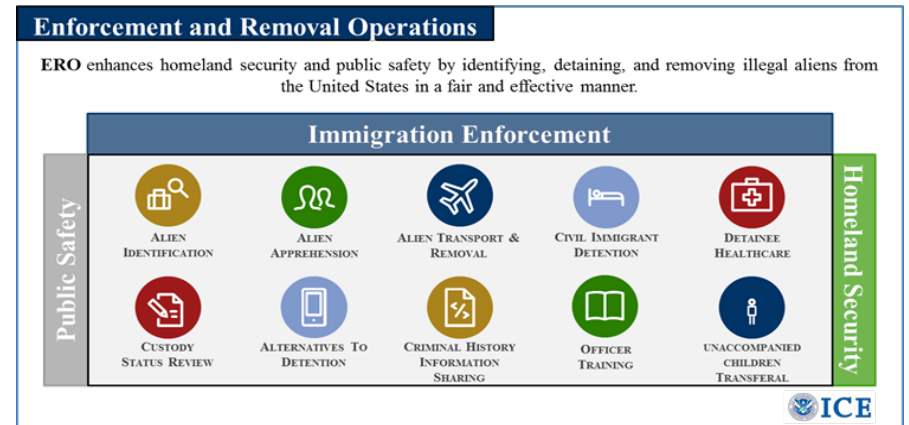 Enforcement and Removal Operations
ERO enhances homeland security and public safety by identifying, detaining, and removing illegal aliens from
the United States in a fair and effective manner.
Immigration Enforcement
Public Safety
Homeland Security
ALIEN
IDENTIFICATION
ALIEN
APPREHENSION
ALIEN TRANSPORT &
REMOVAL
CIVIL IMMIGRANT
DETENTION
DETAINEE
HEALTHCARE
CUSTODY
STATUS REVIEW
ALTERNATIVES TO
DETENTION
CRIMINAL HISTORY
INFORMATION
SHARING
OFFICER
TRAINING
UNACCOMPANIED
CHILDREN
TRANSFERAL
ICE